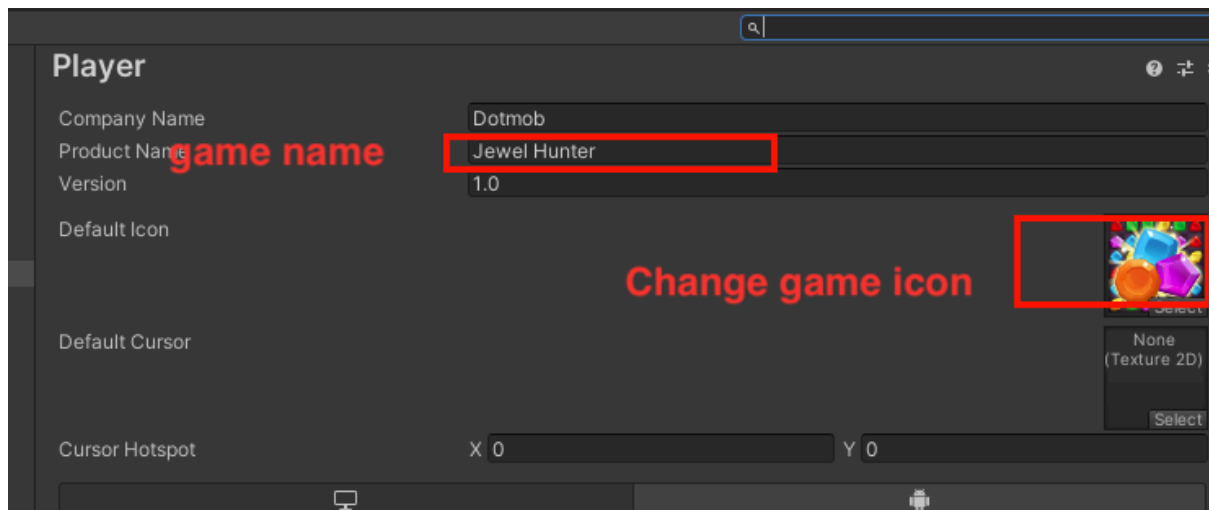 Player
Company Name Dotmob
Product Name game name Jewel Hunter
Version 1.0
Default Icon
Change game icon
Select
Default Cursor None
(Texture 2D)
Select
Cursor Hotspot X 0 Y 0